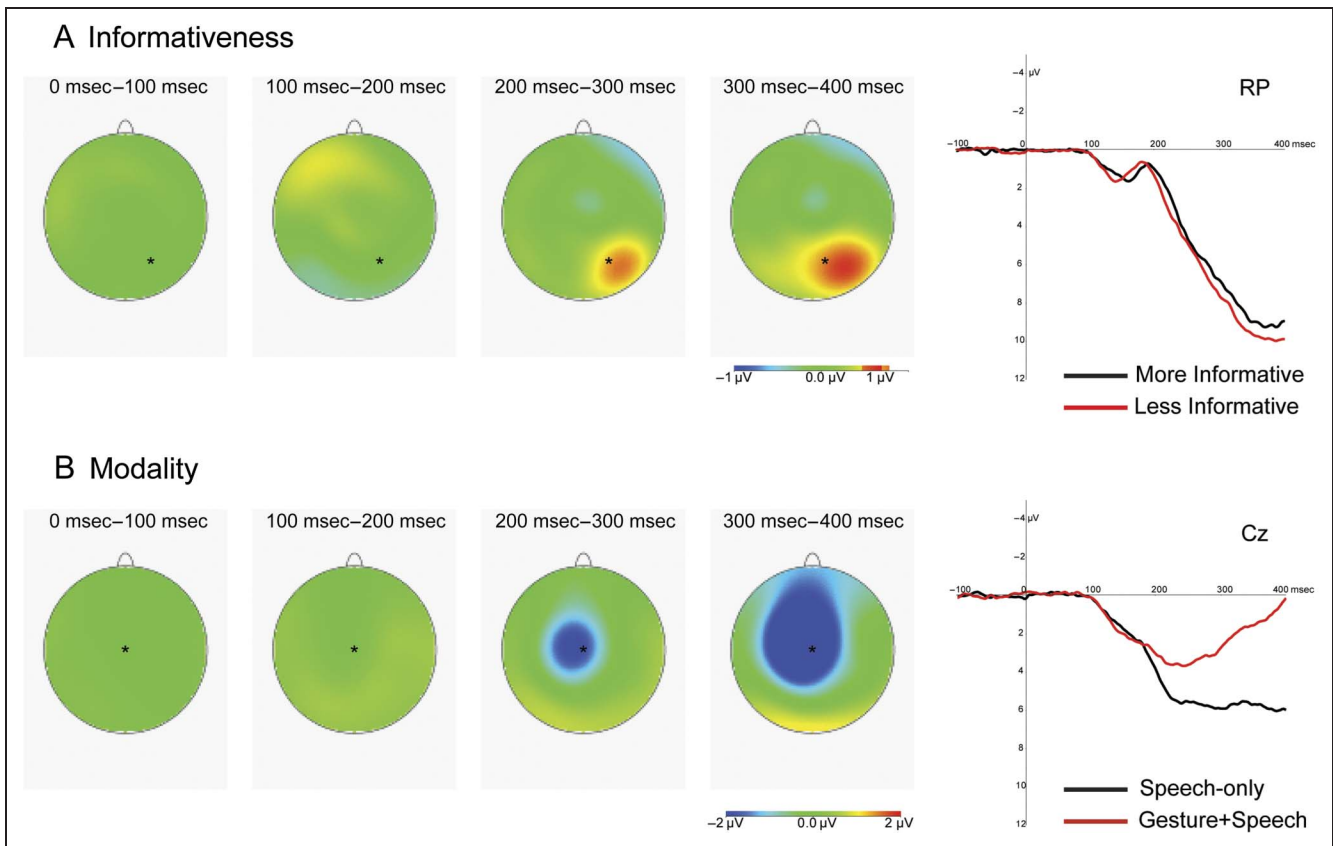 A Informativeness
0 msec–100 msec
100 msec–200 msec
200 msec–300 msec
300 msec–400 msec
*
*
*
*
−1 µV 0.0 µV 1 µV
RP
−4 µV
−2
−100 0 100 200 300 400 msec
2
4
6
8
10
12
More Informative
Less Informative
B Modality
0 msec–100 msec
100 msec–200 msec
200 msec–300 msec
300 msec–400 msec
*
*
*
*
−2 µV 0.0 µV 2 µV
Cz
−4 µV
−2
−100 0 100 200 300 400 msec
2
4
6
8
10
12
Speech-only
Gesture+Speech